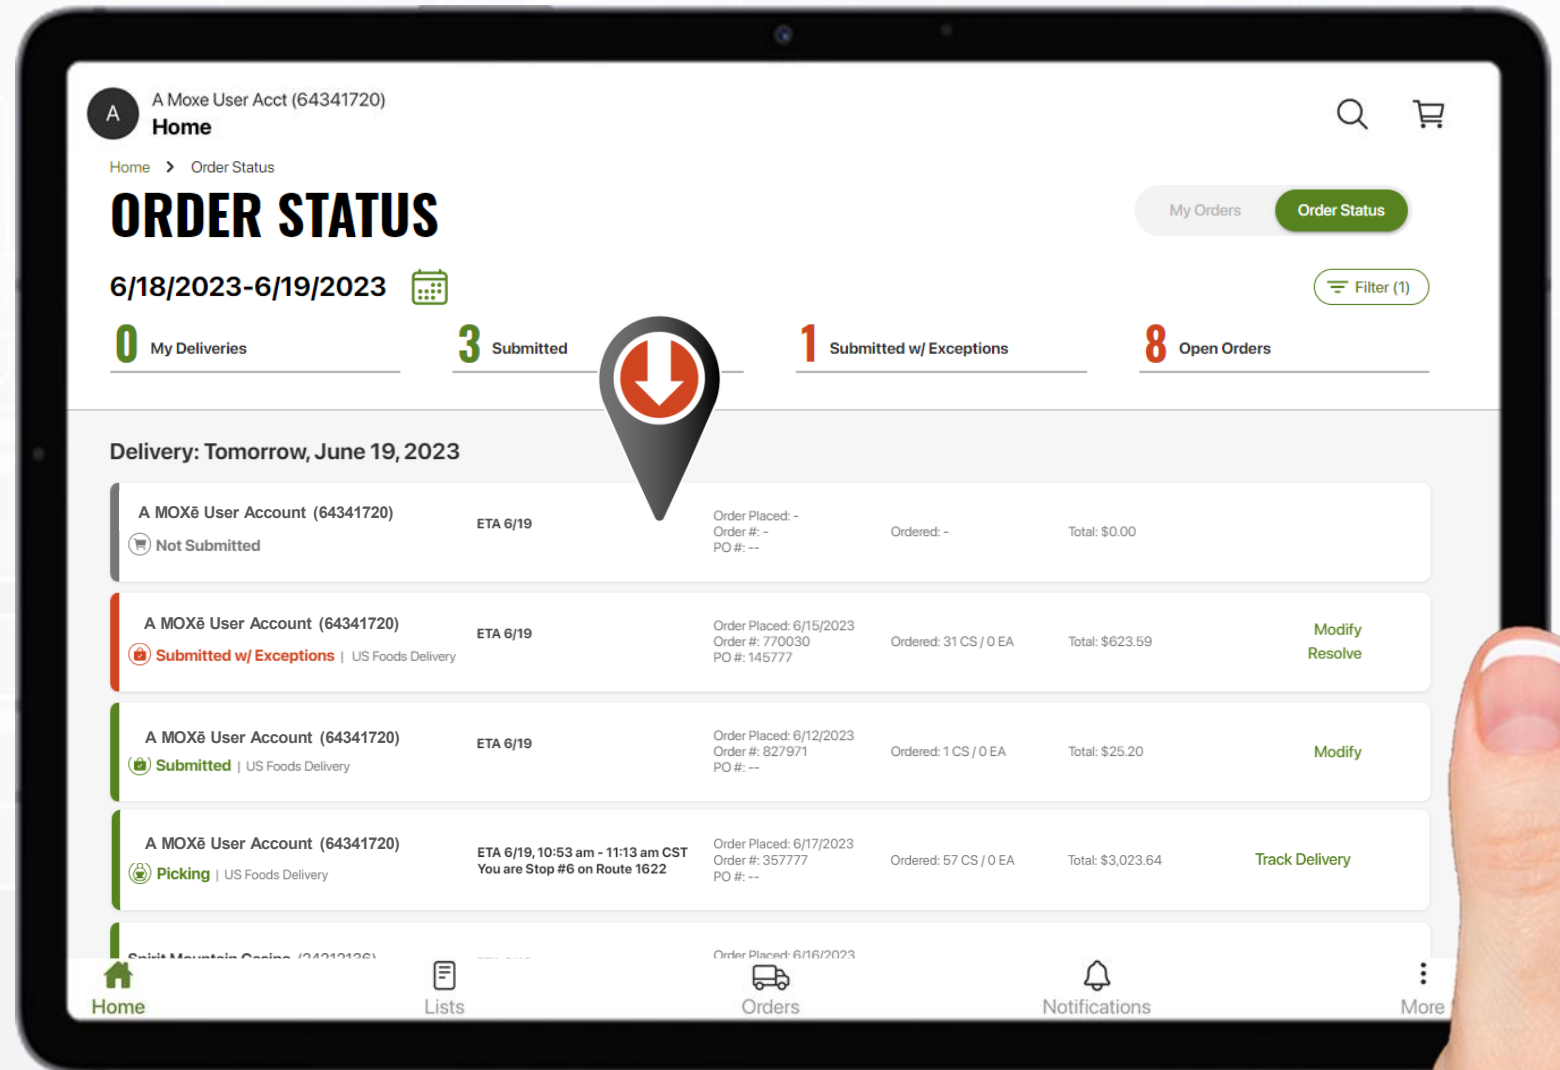 A
A Moxe User Acct (64341720)
Home
Home > Order Status
ORDER STATUS
My Orders
Order Status
6/18/2023-6/19/2023
Filter (1)
0 My Deliveries
3 Submitted
1 Submitted w/ Exceptions
8 Open Orders
Delivery: Tomorrow, June 19, 2023
A MOXē User Account (64341720)
Not Submitted
ETA 6/19
Order Placed: -
Order #: -
PO #: --
Ordered: -
Total: $0.00
A MOXē User Account (64341720)
Submitted w/ Exceptions | US Foods Delivery
ETA 6/19
Order Placed: 6/15/2023
Order #: 770030
PO #: 145777
Ordered: 31 CS / 0 EA
Total: $623.59
Modify
Resolve
A MOXē User Account (64341720)
Submitted | US Foods Delivery
ETA 6/19
Order Placed: 6/12/2023
Order #: 827971
PO #: --
Ordered: 1 CS / 0 EA
Total: $25.20
Modify
A MOXē User Account (64341720)
Picking | US Foods Delivery
ETA 6/19, 10:53 am - 11:13 am CST
You are Stop #6 on Route 1622
Order Placed: 6/17/2023
Order #: 357777
PO #: --
Ordered: 57 CS / 0 EA
Total: $3,023.64
Track Delivery
Spirit Mountain Casino (24212136)
Order Placed: 6/16/2023
Home
Lists
Orders
Notifications
More